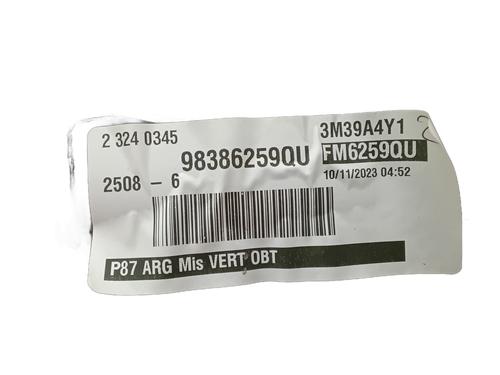 2 324 0345
3M39A4Y1
98386259QU
FM6259QU
2508 - 6
10/11/2023 04:52
P87 ARG Mis VERT OBT